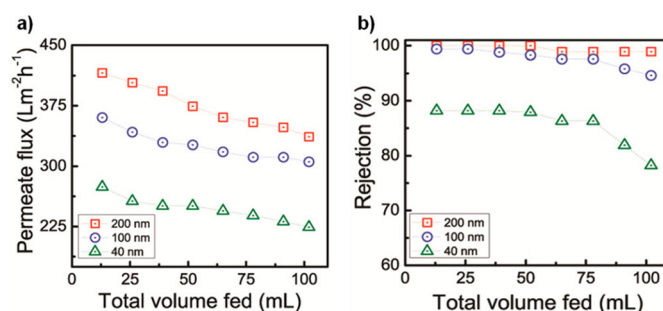 a)
Permeate flux (Lm⁻²h⁻¹)
450
375
300
225
200 nm
100 nm
40 nm
0
25
50
75
100
Total volume fed (mL)
b)
Rejection (%)
100
90
80
70
60
200 nm
100 nm
40 nm
0
25
50
75
100
Total volume fed (mL)